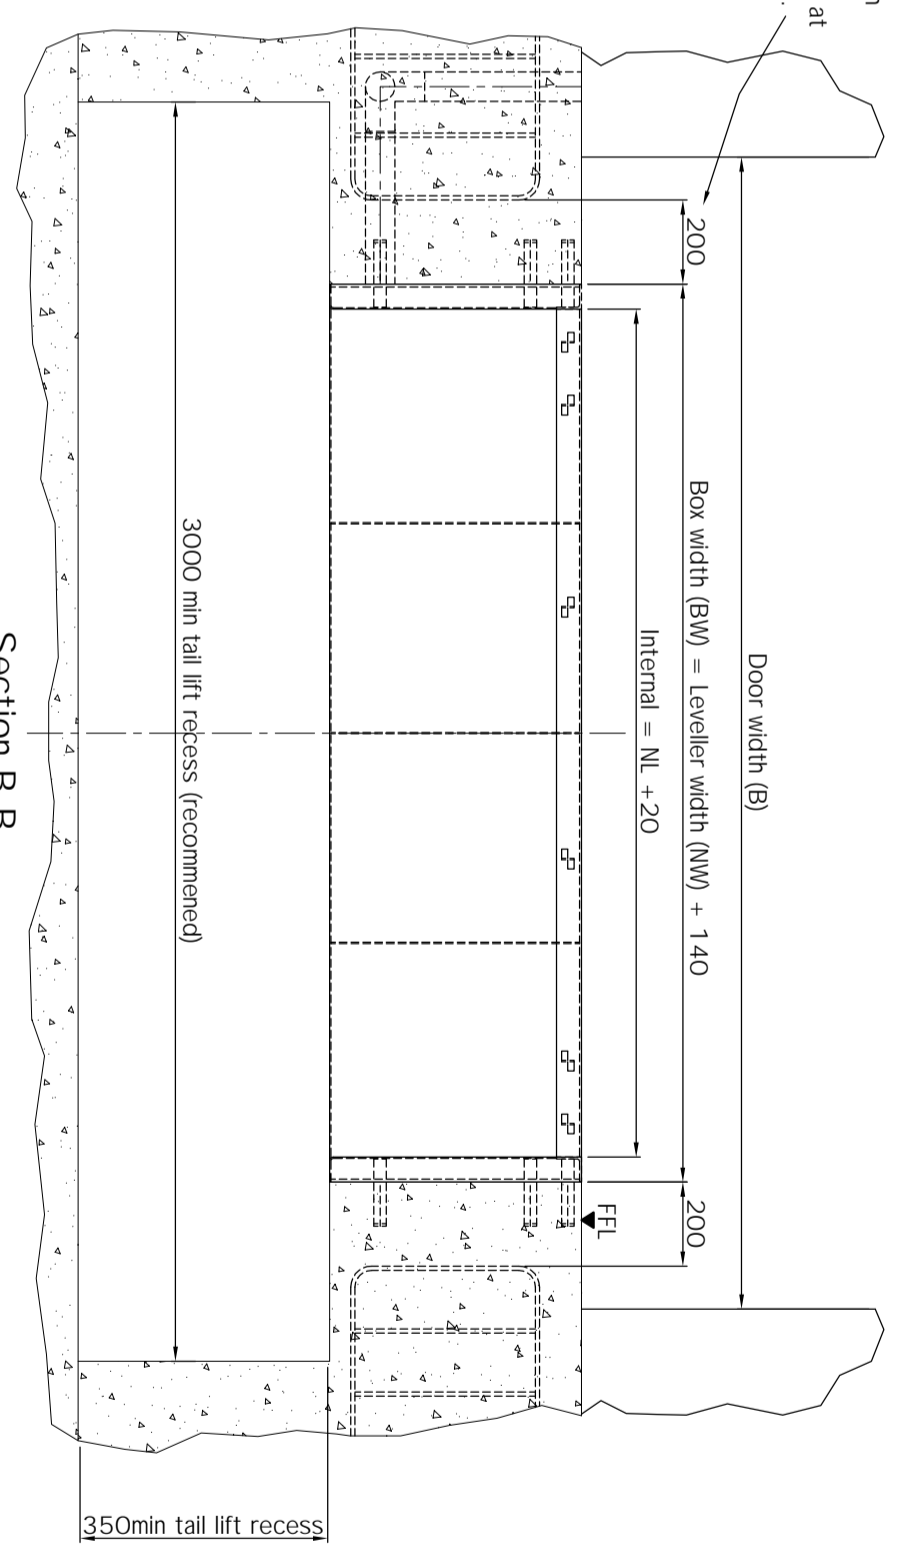 at
Door width (B)
200
Box width (BW) = Leveller width (NW) + 140
200
Internal = NL +20
FFL
3000 min tail lift recess (recommened)
350min tail lift recess
Section B-B